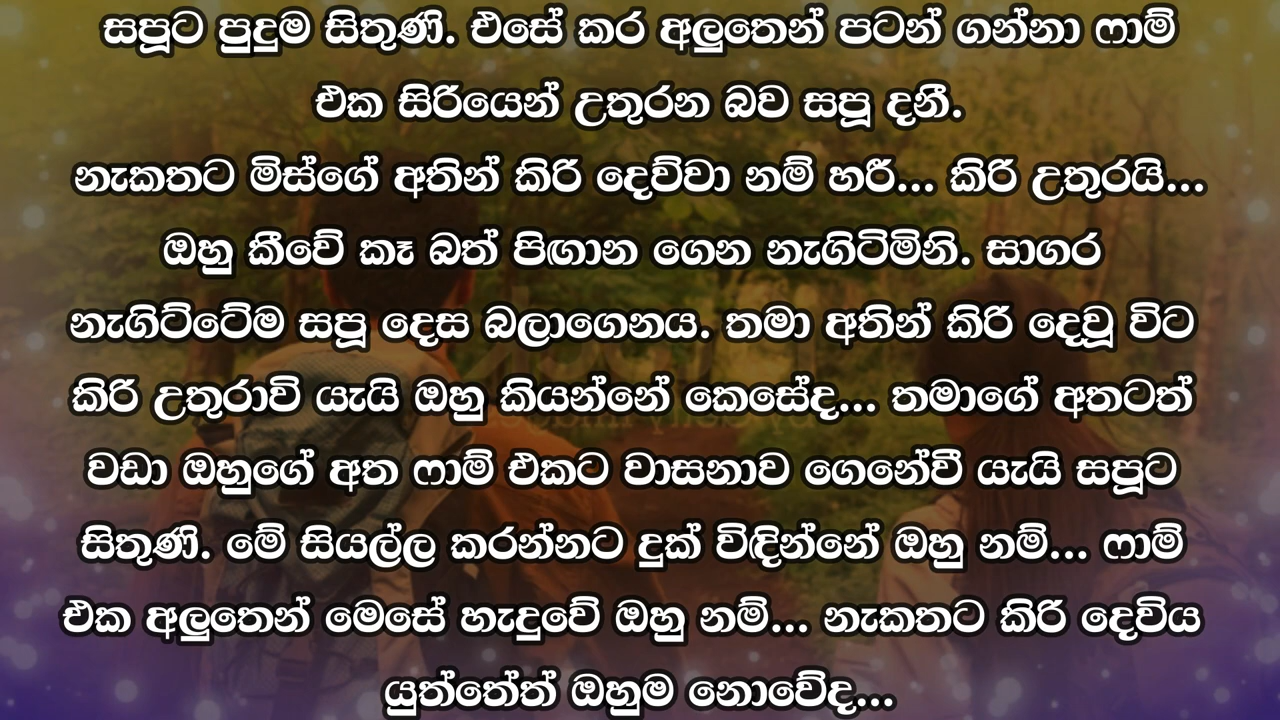 සපූට පුදුම සිතුණි. එසේ කර අලුතෙන් පටන් ගන්නා ෆාම්
එක සිරියෙන් උතුරන බව සපූ දනී.
නැකතට මිස්ගේ අතින් කිරි දෙව්වා නම් හරී... කිරි උතුරයි...
ඔහු කීවේ කෑ බත් පිඟාන ගෙන නැගිටිමිනි. සාගර
නැගිට්ටේම සපූ දෙස බලාගෙනය. තමා අතින් කිරි දෙවූ විට
කිරි උතුරාවි යැයි ඔහු කියන්නේ කෙසේද... තමාගේ අතටත්
වඩා ඔහුගේ අත ෆාම් එකට වාසනාව ගෙනේවී යැයි සපූට
සිතුණි. මේ සියල්ල කරන්නට දුක් විඳින්නේ ඔහු නම්... ෆාම්
එක අලුතෙන් මෙසේ හැදුවේ ඔහු නම්... නැකතට කිරි දෙවිය
යුත්තේත් ඔහුම නොවේද...